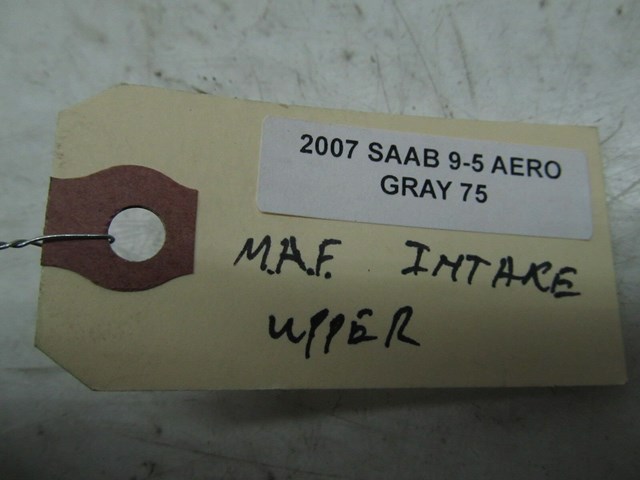 2007 SAAB 9-5 AERO
GRAY 75
M.A.F. INTAKE
UPPER